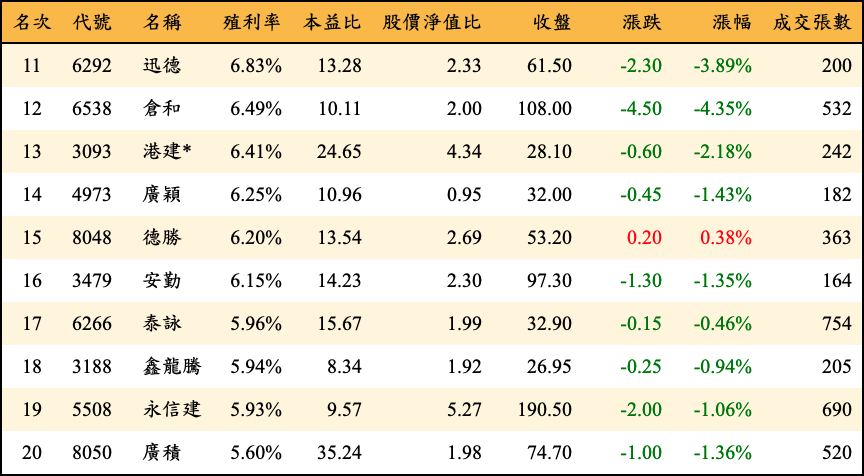 名次 代號 名稱 殖利率 本益比 股價淨值比 收盤 漲跌 漲幅 成交張數
11 6292 迅德 6.83% 13.28 2.33 61.50 -2.30 -3.89% 200
12 6538 倉和 6.49% 10.11 2.00 108.00 -4.50 -4.35% 532
13 3093 港建* 6.41% 24.65 4.34 28.10 -0.60 -2.18% 242
14 4973 廣穎 6.25% 10.96 0.95 32.00 -0.45 -1.43% 182
15 8048 德勝 6.20% 13.54 2.69 53.20 0.20 0.38% 363
16 3479 安勤 6.15% 14.23 2.30 97.30 -1.30 -1.35% 164
17 6266 泰詠 5.96% 15.67 1.99 32.90 -0.15 -0.46% 754
18 3188 鑫龍騰 5.94% 8.34 1.92 26.95 -0.25 -0.94% 205
19 5508 永信建 5.93% 9.57 5.27 190.50 -2.00 -1.06% 690
20 8050 廣積 5.60% 35.24 1.98 74.70 -1.00 -1.36% 520